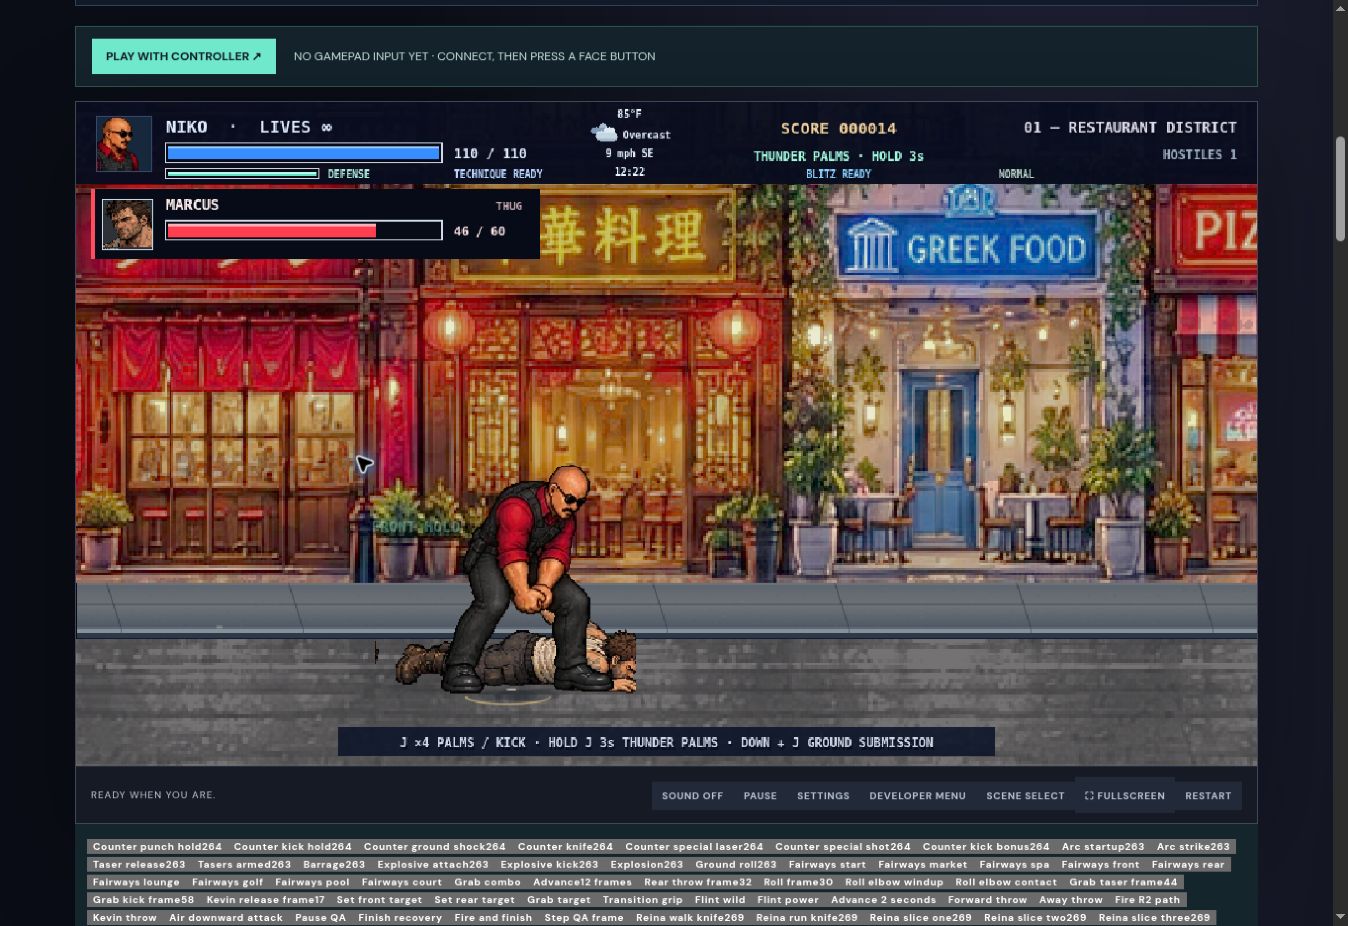 PLAY WITH CONTROLLER ↗ NO GAMEPAD INPUT YET · CONNECT, THEN PRESS A FACE BUTTON
NIKO · LIVES ∞
110 / 110
DEFENSE TECHNIQUE READY
85°F
Overcast
9 mph SE
12:22
SCORE 000014
THUNDER PALMS · HOLD 3s
BLITZ READY
NORMAL
01 — RESTAURANT DISTRICT
HOSTILES 1
MARCUS THUG
46 / 60
華料理
GREEK FOOD
PIZ
FRONT HOLD
J ×4 PALMS / KICK · HOLD J 3s THUNDER PALMS · DOWN + J GROUND SUBMISSION
READY WHEN YOU ARE.
SOUND OFF PAUSE SETTINGS DEVELOPER MENU SCENE SELECT FULLSCREEN RESTART
Counter punch hold264 Counter kick hold264 Counter ground shock264 Counter knife264 Counter special laser264 Counter special shot264 Counter kick bonus264 Arc startup263 Arc strike263
Taser release263 Tasers armed263 Barrage263 Explosive attach263 Explosive kick263 Explosion263 Ground roll263 Fairways start Fairways market Fairways spa Fairways front Fairways rear
Fairways lounge Fairways golf Fairways pool Fairways court Grab combo Advance12 frames Rear throw frame32 Roll frame30 Roll elbow windup Roll elbow contact Grab taser frame44
Grab kick frame58 Kevin release frame17 Set front target Set rear target Grab target Transition grip Flint wild Flint power Advance 2 seconds Forward throw Away throw Fire R2 path
Kevin throw Air downward attack Pause QA Finish recovery Fire and finish Step QA frame Reina walk knife269 Reina run knife269 Reina slice one269 Reina slice two269 Reina slice three269